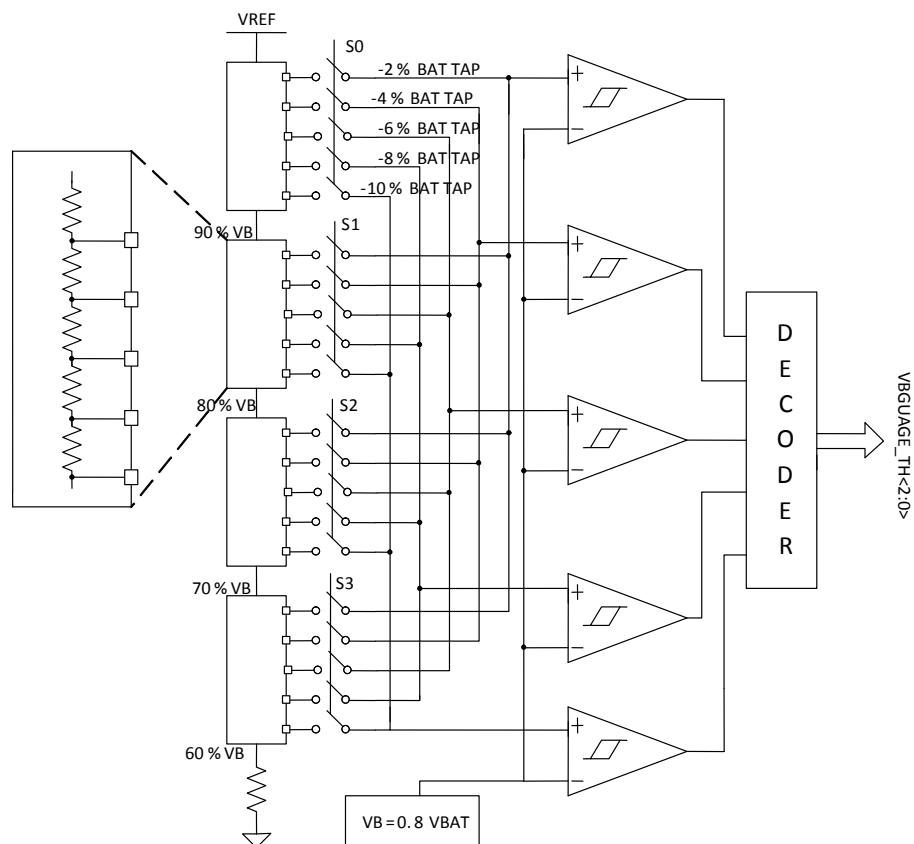 VREF
S0
-2 % BAT TAP
-4 % BAT TAP
-6 % BAT TAP
-8 % BAT TAP
-10 % BAT TAP
90 % VB
S1
80 % VB
S2
70 % VB
S3
60 % VB
VB = 0.8 VBAT
+
−
+
−
+
−
+
−
+
−
DECODER
VBGUAGE_TH<2:0>